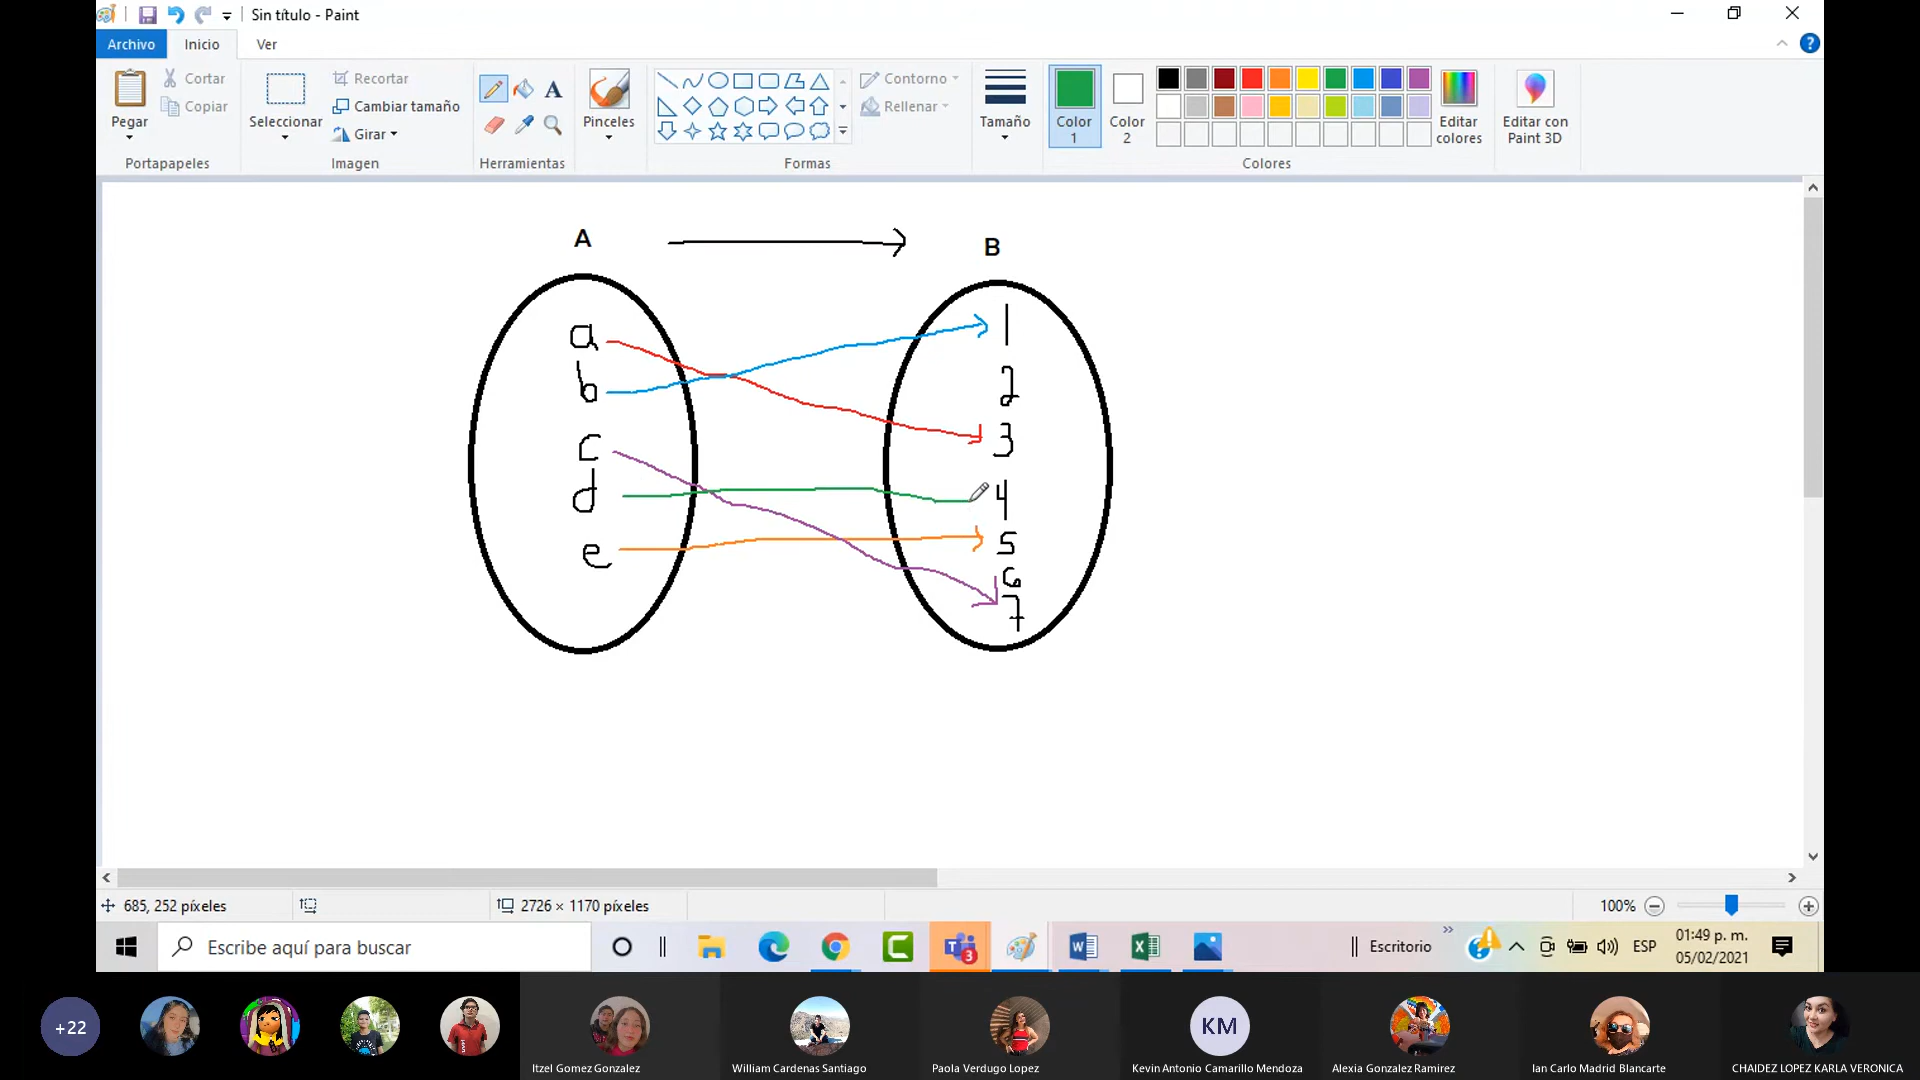 Sin título - Paint
Archivo Inicio Ver
Pegar
Cortar
Copiar
Portapapeles
Seleccionar
Recortar
Cambiar tamaño
Girar
Imagen
A
Herramientas
Pinceles
Contorno
Rellenar
Formas
Tamaño
Color
1
Color
2
Editar
colores
Colores
Editar con
Paint 3D
A
B
a
b
c
d
e
1
2
3
4
5
6
7
685, 252 píxeles
2726 × 1170 píxeles
100%
Escribe aquí para buscar
3
Escritorio
ESP
01:49 p. m.
05/02/2021
+22
Itzel Gomez Gonzalez
William Cardenas Santiago
Paola Verdugo Lopez
KM
Kevin Antonio Camarillo Mendoza
Alexia Gonzalez Ramirez
Ian Carlo Madrid Blancarte
CHAIDEZ LOPEZ KARLA VERONICA